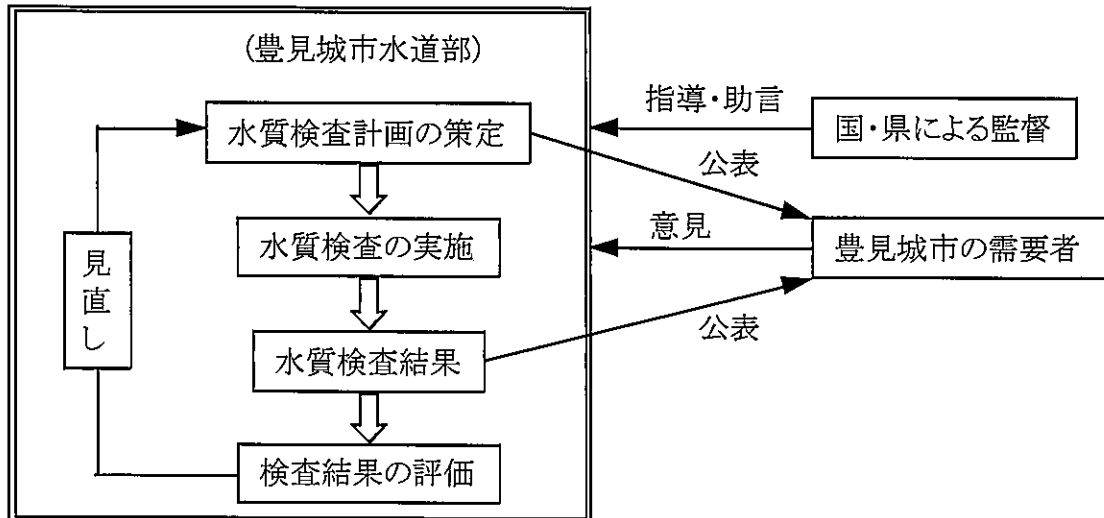 (豊見城市水道部)
水質検査計画の策定
水質検査の実施
水質検査結果
検査結果の評価
見直し
指導・助言
国・県による監督
公表
意見
豊見城市の需要者
公表